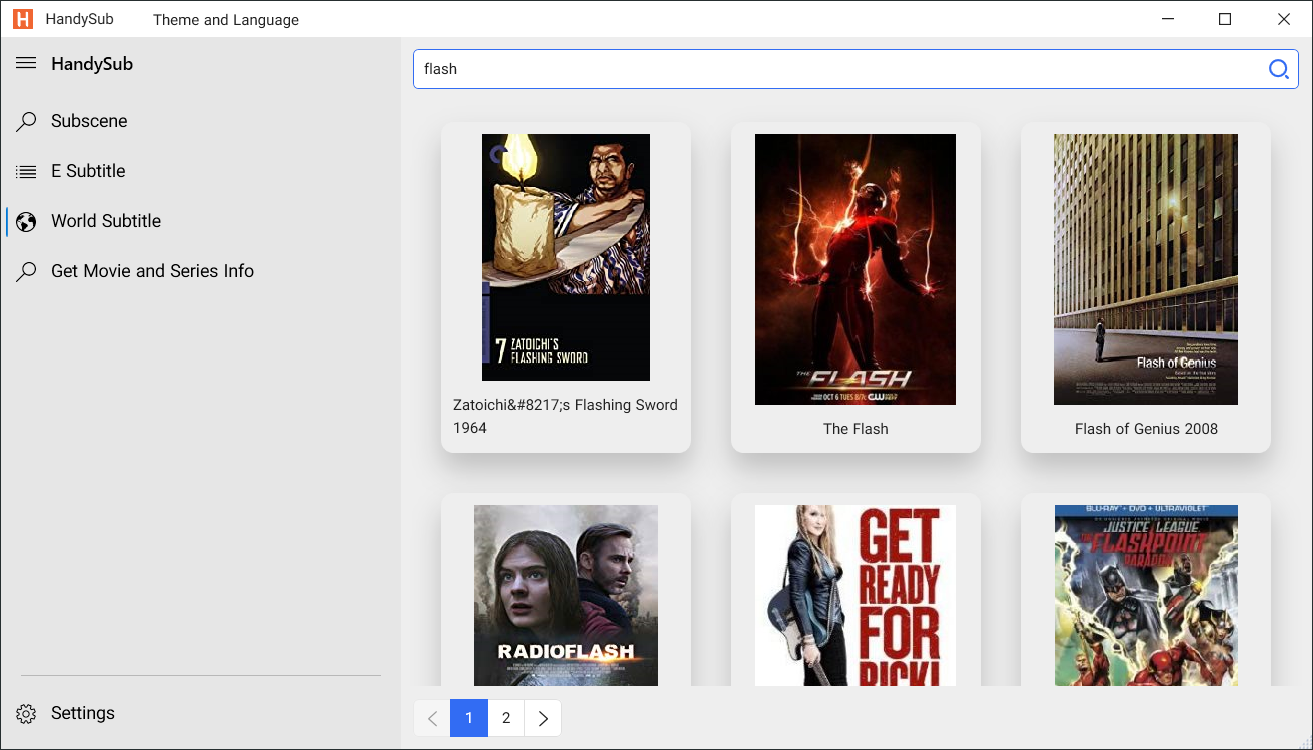 H HandySub Theme and Language
HandySub
Subscene
E Subtitle
World Subtitle
Get Movie and Series Info
Settings
flash
7 ZATOICHI'S
FLASHING SWORD
Zatoichi&#8217;s Flashing Sword
1964
THE FLASH
OCT 6 TUES 8/7c CW
The Flash
Flash of Genius
Flash of Genius 2008
RADIOFLASH
GET
READY
FOR
RICKI
BLU-RAY + DVD + ULTRAVIOLET
JUSTICE LEAGUE
THE FLASHPOINT
PARADOX
1 2